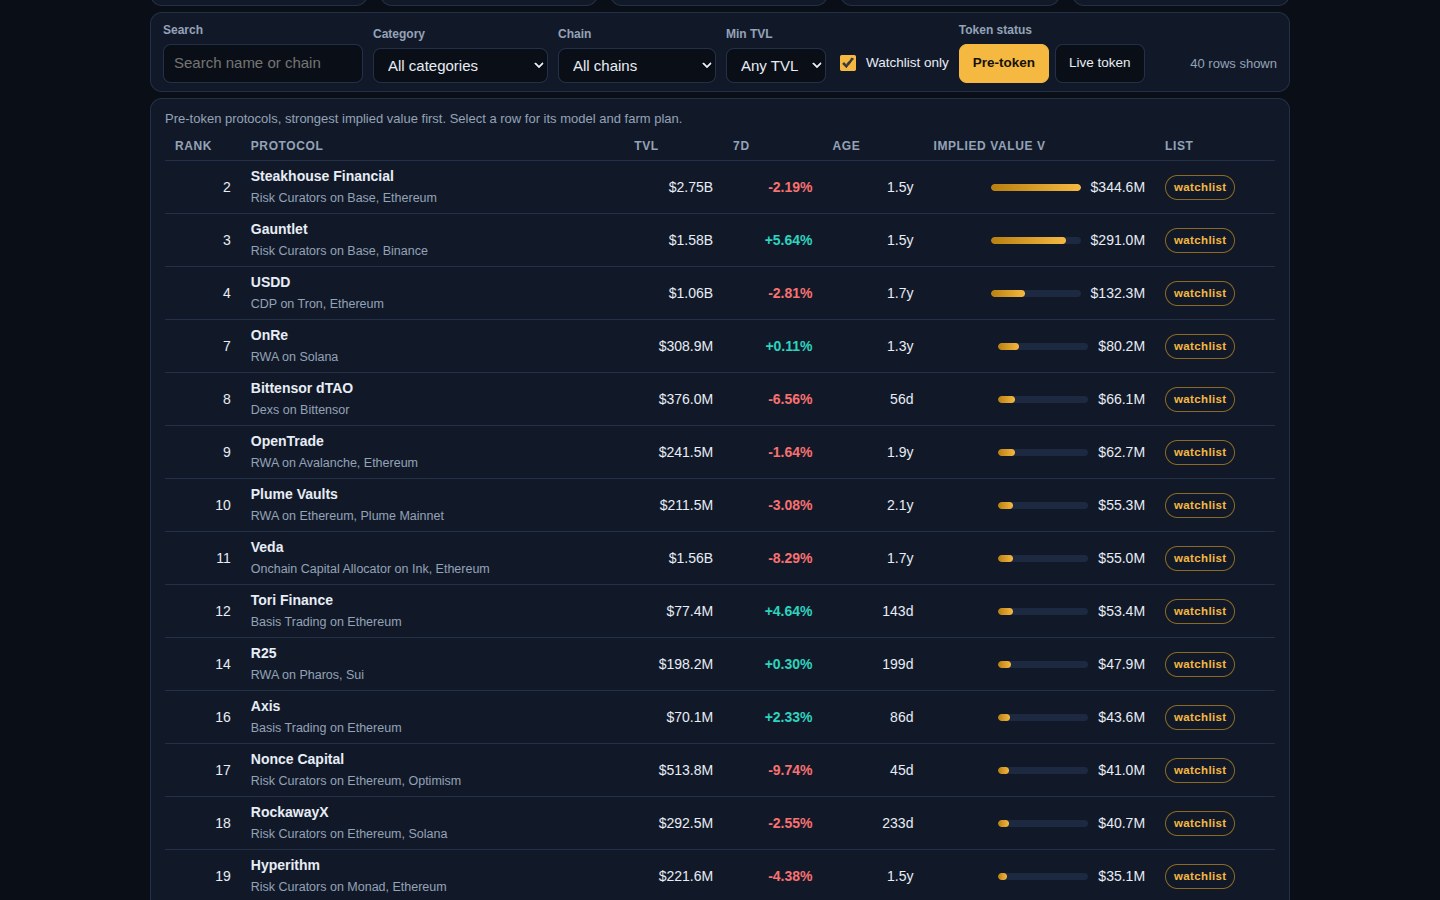 Search
Category
Chain
Min TVL
Token status
Search name or chain
All categories
All chains
Any TVL
Watchlist only
Pre-token
Live token
40 rows shown
Pre-token protocols, strongest implied value first. Select a row for its model and farm plan.
RANK PROTOCOL TVL 7D AGE IMPLIED VALUE V LIST
2 Steakhouse Financial $2.75B -2.19% 1.5y $344.6M watchlist
Risk Curators on Base, Ethereum
3 Gauntlet $1.58B +5.64% 1.5y $291.0M watchlist
Risk Curators on Base, Binance
4 USDD $1.06B -2.81% 1.7y $132.3M watchlist
CDP on Tron, Ethereum
7 OnRe $308.9M +0.11% 1.3y $80.2M watchlist
RWA on Solana
8 Bittensor dTAO $376.0M -6.56% 56d $66.1M watchlist
Dexs on Bittensor
9 OpenTrade $241.5M -1.64% 1.9y $62.7M watchlist
RWA on Avalanche, Ethereum
10 Plume Vaults $211.5M -3.08% 2.1y $55.3M watchlist
RWA on Ethereum, Plume Mainnet
11 Veda $1.56B -8.29% 1.7y $55.0M watchlist
Onchain Capital Allocator on Ink, Ethereum
12 Tori Finance $77.4M +4.64% 143d $53.4M watchlist
Basis Trading on Ethereum
14 R25 $198.2M +0.30% 199d $47.9M watchlist
RWA on Pharos, Sui
16 Axis $70.1M +2.33% 86d $43.6M watchlist
Basis Trading on Ethereum
17 Nonce Capital $513.8M -9.74% 45d $41.0M watchlist
Risk Curators on Ethereum, Optimism
18 RockawayX $292.5M -2.55% 233d $40.7M watchlist
Risk Curators on Ethereum, Solana
19 Hyperithm $221.6M -4.38% 1.5y $35.1M watchlist
Risk Curators on Monad, Ethereum